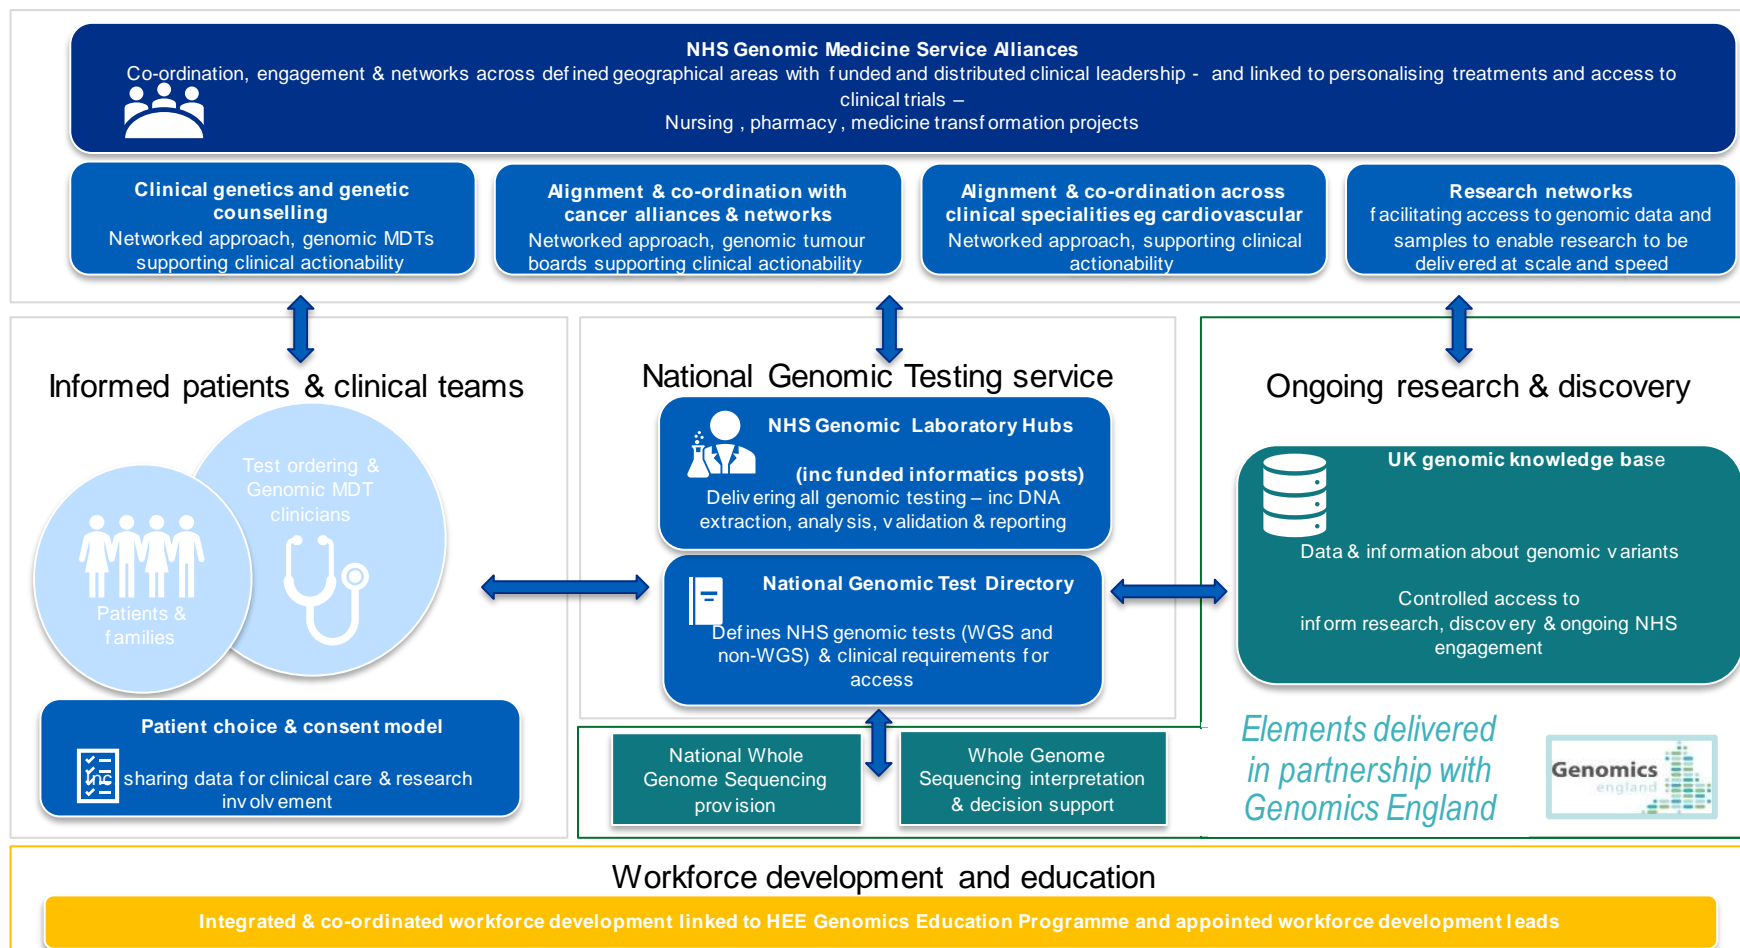 NHS Genomic Medicine Service Alliances
Co-ordination, engagement & networks across defined geographical areas with funded and distributed clinical leadership - and linked to personalising treatments and access to
clinical trials –
Nursing , pharmacy, medicine transformation projects
Clinical genetics and genetic
counselling
Networked approach, genomic MDTs
supporting clinical actionability
Alignment & co-ordination with
cancer alliances & networks
Networked approach, genomic tumour
boards supporting clinical actionability
Alignment & co-ordination across
clinical specialities eg cardiovascular
Networked approach, supporting clinical
actionability
Research networks
facilitating access to genomic data and
samples to enable research to be
delivered at scale and speed
Informed patients & clinical teams
Test ordering &
Genomic MDT
clinicians
Patients &
families
Patient choice & consent model
inc sharing data for clinical care & research
involvement
National Genomic Testing service
NHS Genomic Laboratory Hubs
(inc funded informatics posts)
Delivering all genomic testing – inc DNA
extraction, analysis, validation & reporting
National Genomic Test Directory
Defines NHS genomic tests (WGS and
non-WGS) & clinical requirements for
access
National Whole
Genome Sequencing
provision
Whole Genome
Sequencing interpretation
& decision support
Ongoing research & discovery
UK genomic knowledge base
Data & information about genomic variants
Controlled access to
inform research, discovery & ongoing NHS
engagement
Elements delivered
in partnership with
Genomics England
Genomics
england
Workforce development and education
Integrated & co-ordinated workforce development linked to HEE Genomics Education Programme and appointed workforce development leads